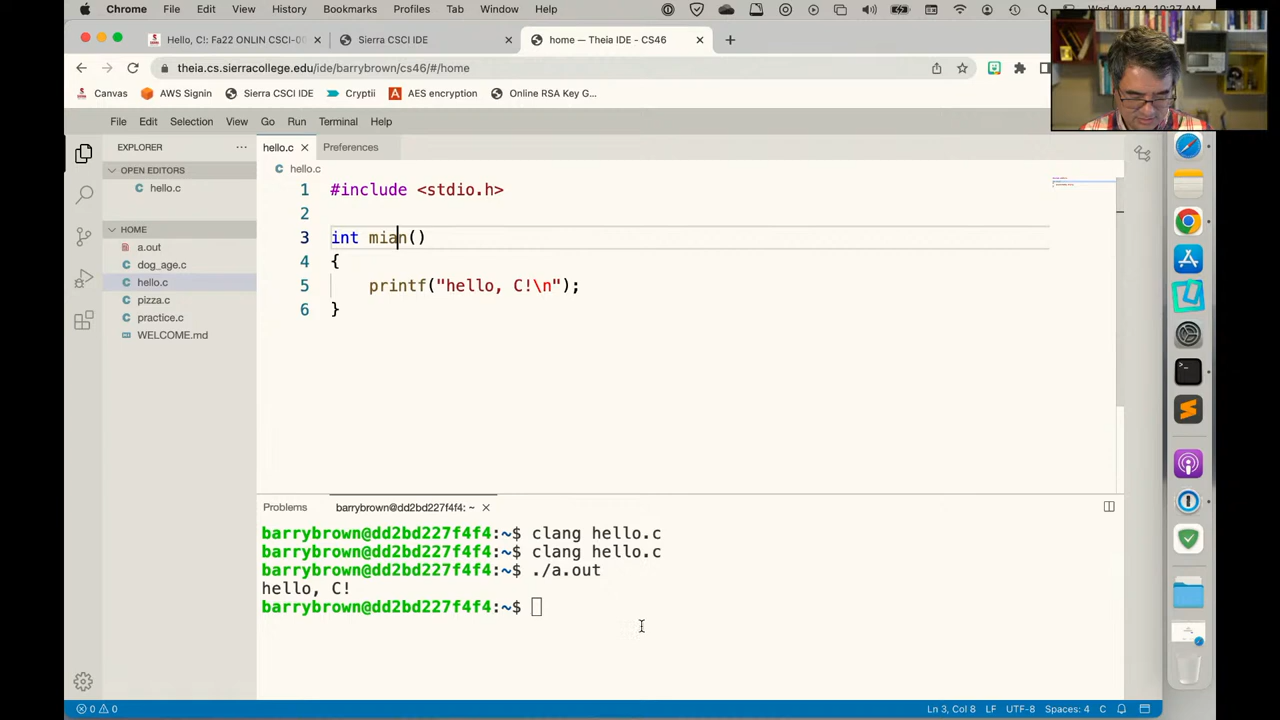 Chrome File Edit View History Bookmarks Profiles Tab Window Help
Hello, C!: Fa22 ONLIN CSCI-0
Sierra CSCI IDE
home — Theia IDE - CS46
theia.cs.sierracollege.edu/ide/barrybrown/cs46/#/home
Canvas AWS Signin Sierra CSCI IDE Cryptii AES encryption Online RSA Key G...
File Edit Selection View Go Run Terminal Help
EXPLORER
OPEN EDITORS
hello.c
HOME
a.out
dog_age.c
hello.c
pizza.c
practice.c
WELCOME.md
hello.c Preferences
hello.c
1 #include <stdio.h>
2
3 int mian()
4 {
5 printf("hello, C!\n");
6 }
Problems barrybrown@dd2bd227f4f4: ~
barrybrown@dd2bd227f4f4:~$ clang hello.c
barrybrown@dd2bd227f4f4:~$ clang hello.c
barrybrown@dd2bd227f4f4:~$ ./a.out
hello, C!
barrybrown@dd2bd227f4f4:~$
0 0 Ln 3, Col 8 LF UTF-8 Spaces: 4 C